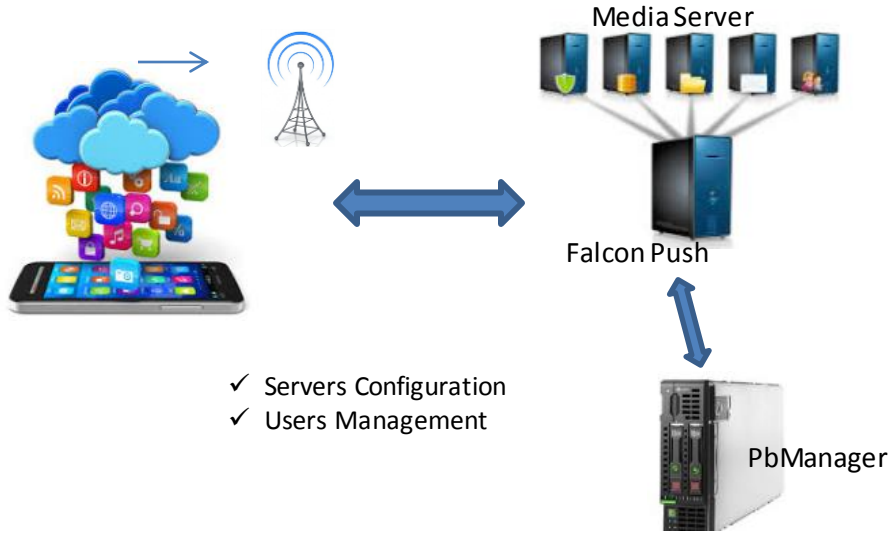 Media Server
Falcon Push
✓ Servers Configuration
✓ Users Management
PbManager